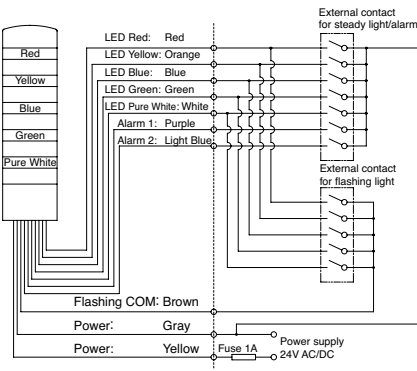 External contact
for steady light/alarm
LED Red: Red
LED Yellow: Orange
LED Blue: Blue
LED Green: Green
LED Pure White: White
Alarm 1: Purple
Alarm 2: Light Blue
Red
Yellow
Blue
Green
Pure White
External contact
for flashing light
Flashing COM: Brown
Power: Gray
Power: Yellow
Fuse 1A
Power supply
24V AC/DC